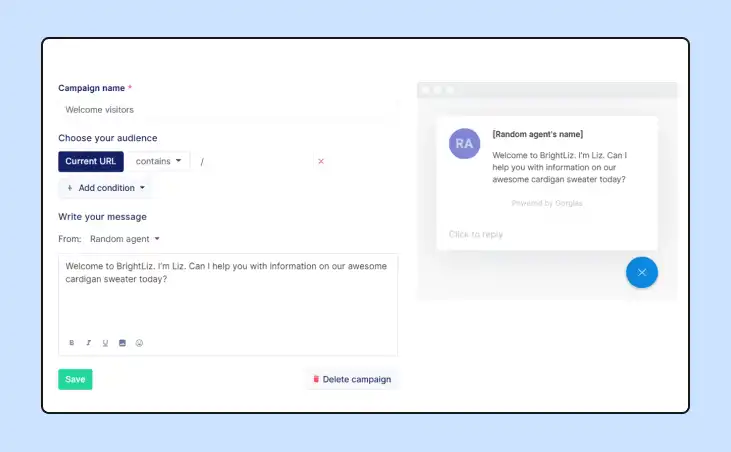 Campaign name *
Welcome visitors
Choose your audience
Current URL contains /
Add condition
Write your message
From: Random agent
Welcome to BrightLiz. I'm Liz. Can I help you with information on our awesome
cardigan sweater today?
B I U
Save
Delete campaign
RA
[Random agent's name]
Welcome to BrightLiz. I'm Liz. Can I
help you with information on our
awesome cardigan sweater today?
Powered by Gorgias
Click to reply